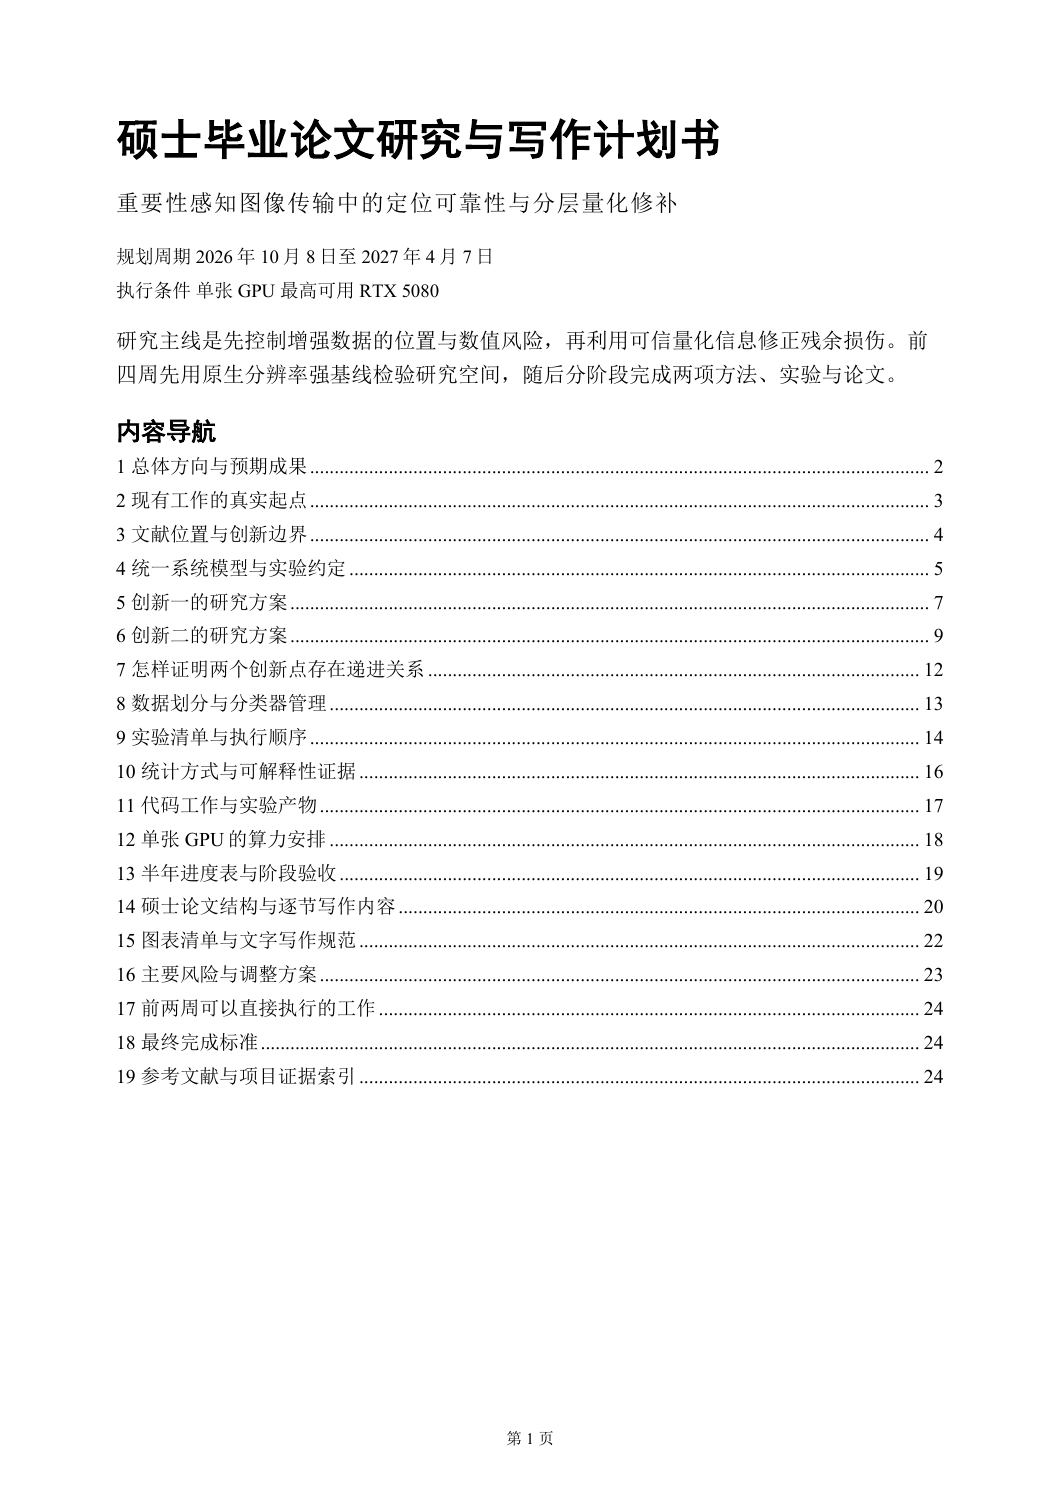 硕士毕业论文研究与写作计划书
重要性感知图像传输中的定位可靠性与分层量化修补
规划周期 2026 年 10 月 8 日至 2027 年 4 月 7 日
执行条件 单张 GPU 最高可用 RTX 5080
研究主线是先控制增强数据的位置与数值风险，再利用可信量化信息修正残余损伤。前
四周先用原生分辨率强基线检验研究空间，随后分阶段完成两项方法、实验与论文。
内容导航
1 总体方向与预期成果 2
2 现有工作的真实起点 3
3 文献位置与创新边界 4
4 统一系统模型与实验约定 5
5 创新一的研究方案 7
6 创新二的研究方案 9
7 怎样证明两个创新点存在递进关系 12
8 数据划分与分类器管理 13
9 实验清单与执行顺序 14
10 统计方式与可解释性证据 16
11 代码工作与实验产物 17
12 单张 GPU 的算力安排 18
13 半年进度表与阶段验收 19
14 硕士论文结构与逐节写作内容 20
15 图表清单与文字写作规范 22
16 主要风险与调整方案 23
17 前两周可以直接执行的工作 24
18 最终完成标准 24
19 参考文献与项目证据索引 24
第 1 页